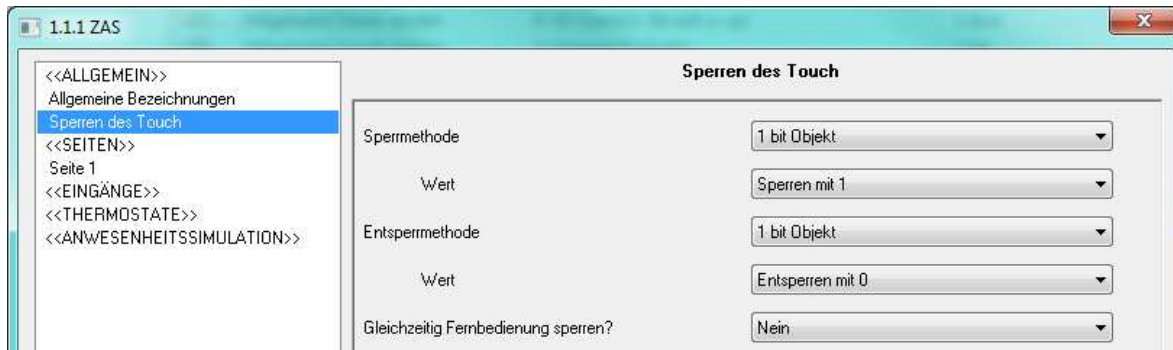 1.1.1 ZAS
<<ALLGEMEIN>>
Allgemeine Bezeichnungen
Sperren des Touch
<<SEITEN>>
Seite 1
<<EINGÄNGE>>
<<THERMOSTATE>>
<<ANWESENHEITSSIMULATION>>
Sperren des Touch
Sperrmethode 1 bit Objekt
Wert Sperren mit 1
Entsperrmethode 1 bit Objekt
Wert Entsperren mit 0
Gleichzeitig Fernbedienung sperren? Nein